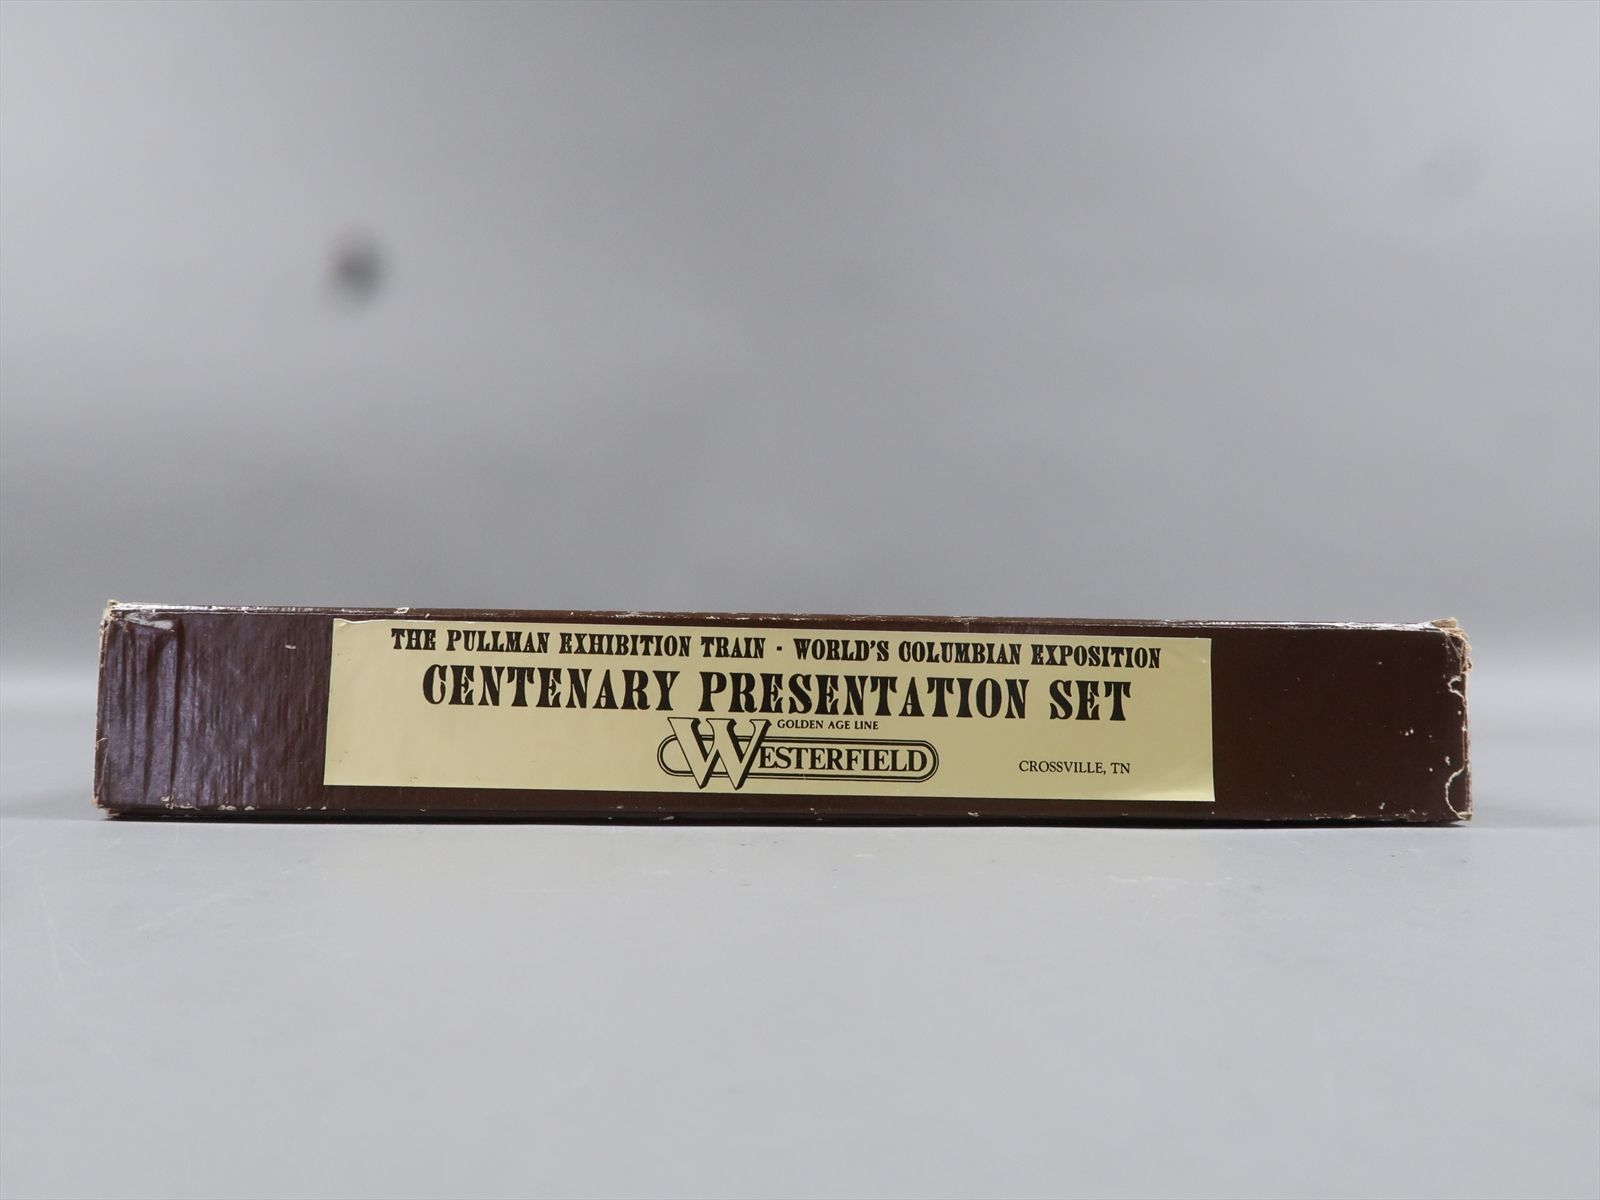 THE PULLMAN EXHIBITION TRAIN - WORLD'S COLUMBIAN EXPOSITION
CENTENARY PRESENTATION SET
GOLDEN AGE LINE
WESTERFIELD
CROSSVILLE, TN